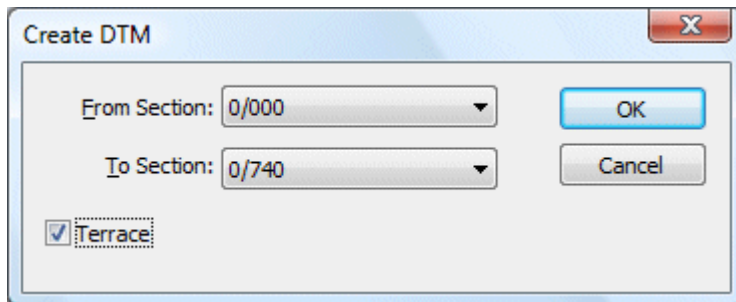 Create DTM
From Section: 0/000
OK
To Section: 0/740
Cancel
Terrace